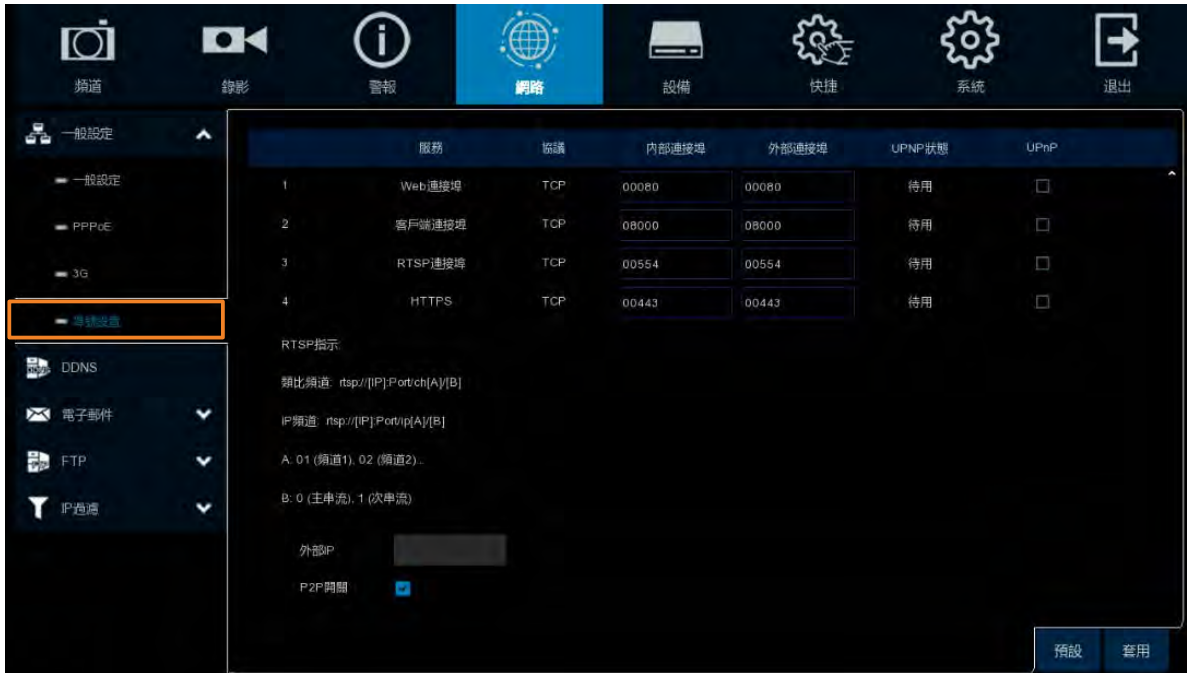 頻道 錄影 警報 網路 設備 快捷 系統 退出
一般設定
一般設定
PPPoE
3G
DDNS
電子郵件
FTP
IP過濾
服務 協議 內部連接埠 外部連接埠 UPNP狀態 UPnP
1 Web連接埠 TCP 00080 00080 待用
2 客戶端連接埠 TCP 08000 08000 待用
3 RTSP連接埠 TCP 00554 00554 待用
4 HTTPS TCP 00443 00443 待用
RTSP指示:
類比頻道: rtsp://[IP]:Port/ch[A]/[B]
IP頻道: rtsp://[IP]:Port/ip[A]/[B]
A. 01 (頻道1), 02 (頻道2)...
B: 0 (主串流), 1 (次串流)
外部IP
P2P開關
預設 套用